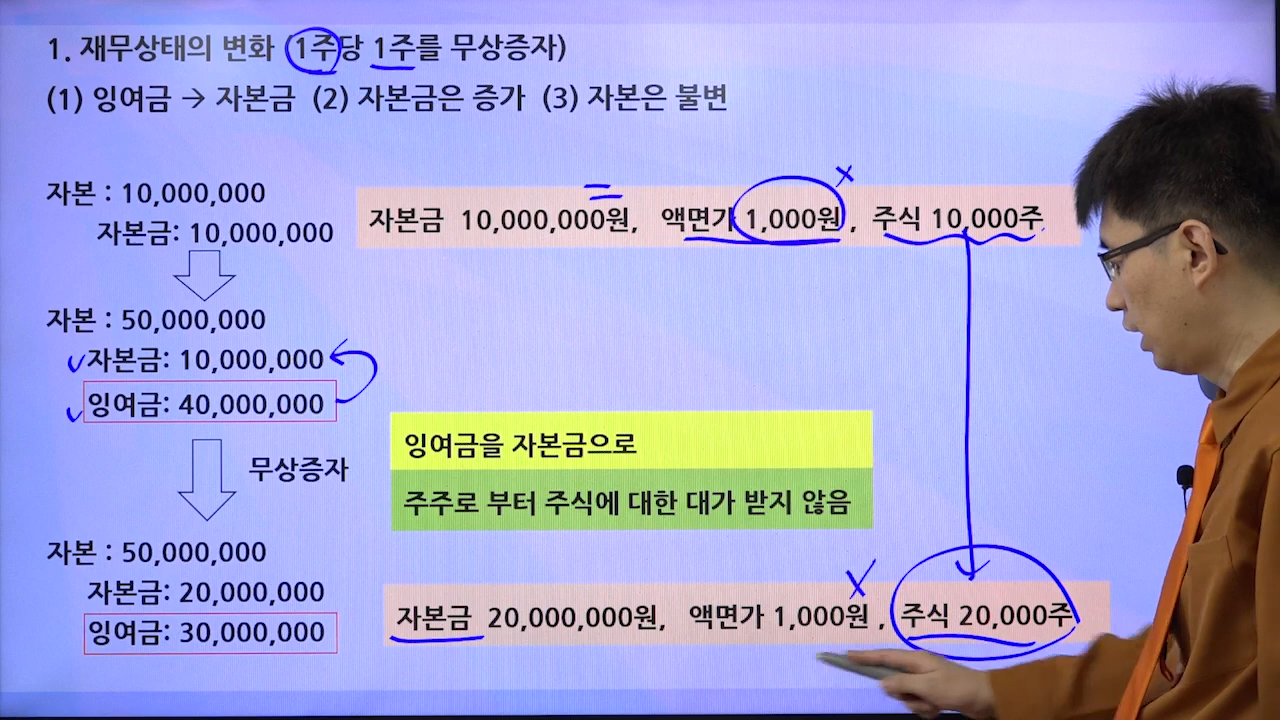 1. 재무상태의 변화 (1주당 1주를 무상증자)
(1) 잉여금 → 자본금 (2) 자본금은 증가 (3) 자본은 불변
자본 : 10,000,000
자본금: 10,000,000
자본금 10,000,000원, 액면가 1,000원, 주식 10,000주
자본 : 50,000,000
자본금: 10,000,000
잉여금: 40,000,000
잉여금을 자본금으로
무상증자
주주로 부터 주식에 대한 대가 받지 않음
자본 : 50,000,000
자본금: 20,000,000
잉여금: 30,000,000
자본금 20,000,000원, 액면가 1,000원 , 주식 20,000주